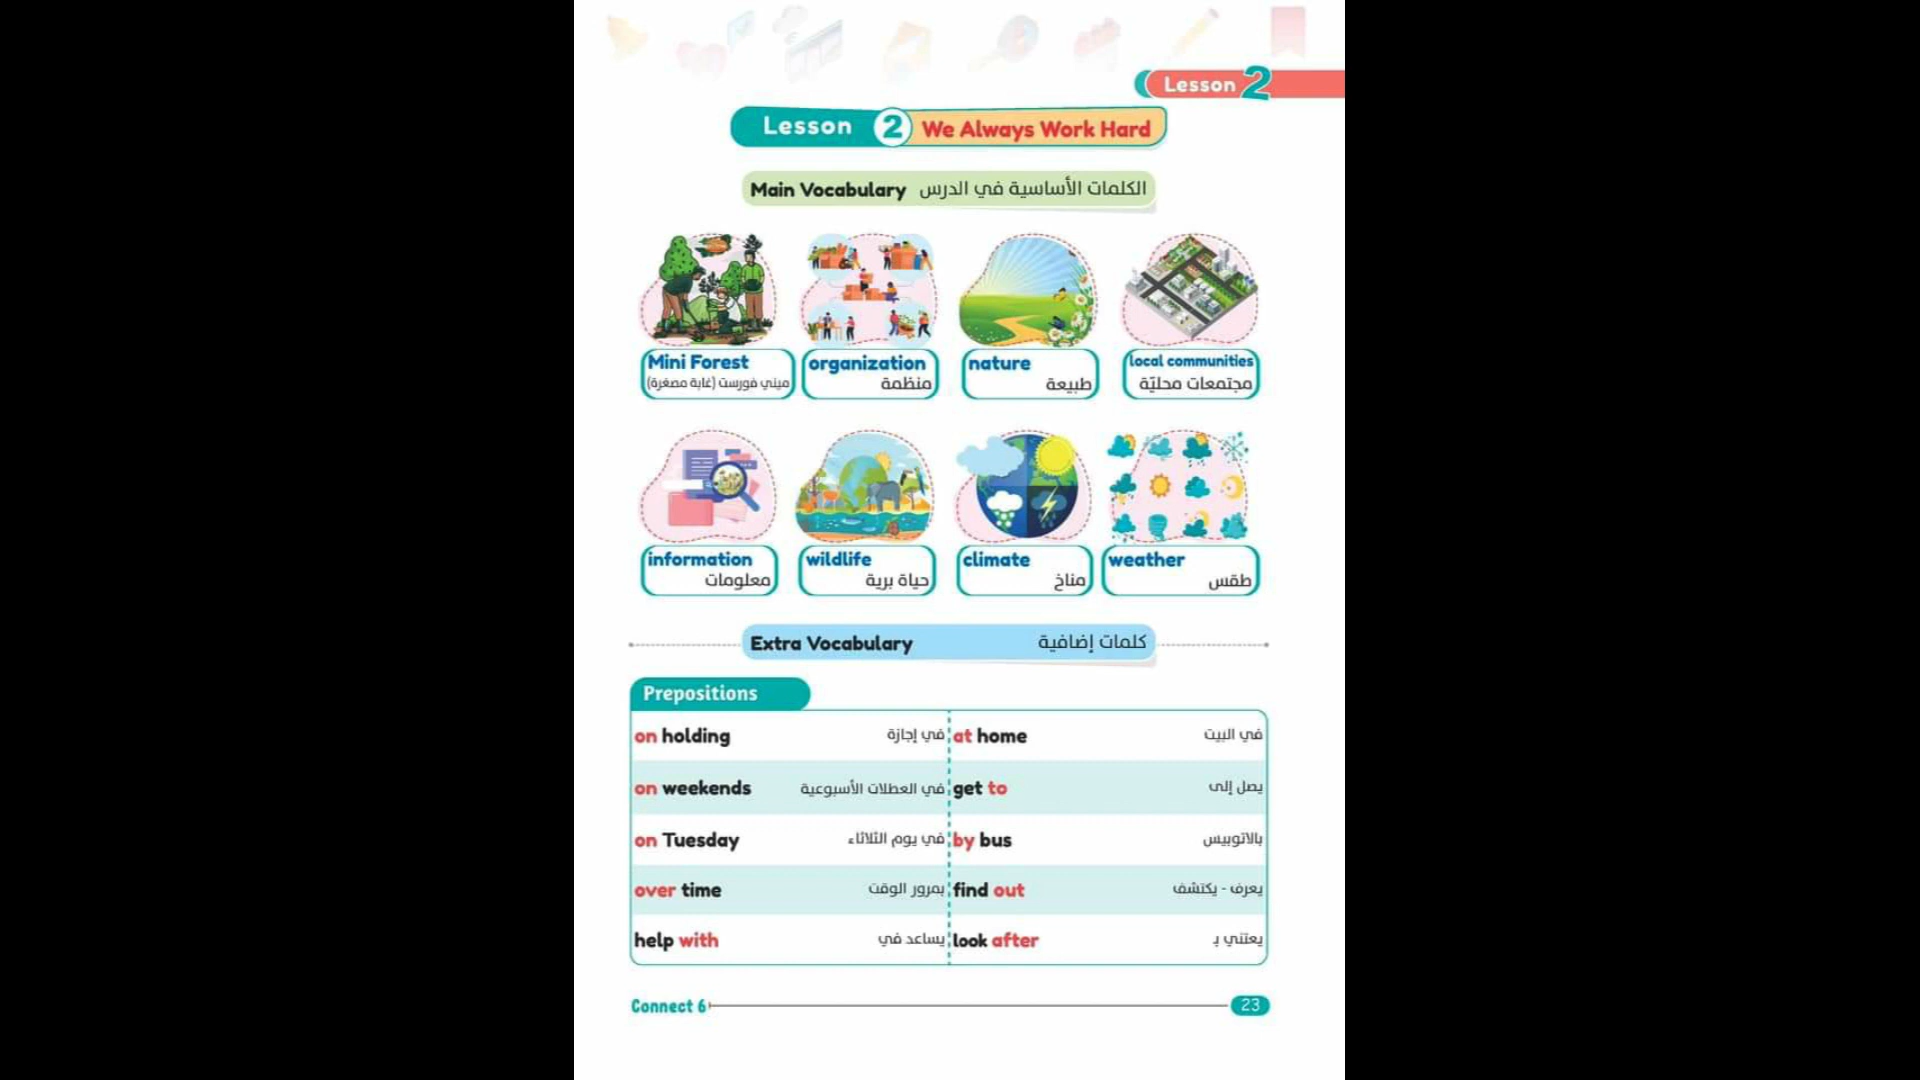 Lesson 2
Lesson 2 We Always Work Hard
Main Vocabulary الكلمات الأساسية في الدرس
Mini Forest
ميني فورست (غابة مصغرة)
organization
منظمة
nature
طبيعة
local communities
مجتمعات محليّة
information
معلومات
wildlife
حياة برية
climate
مناخ
weather
طقس
Extra Vocabulary كلمات إضافية
Prepositions
on holding في إجازة at home في البيت
on weekends في العطلات الأسبوعية get to يصل إلى
on Tuesday في يوم الثلاثاء by bus بالاتوبيس
over time بمرور الوقت find out يعرف - يكتشف
help with يساعد في look after يعتني بـ
Connect 6 23